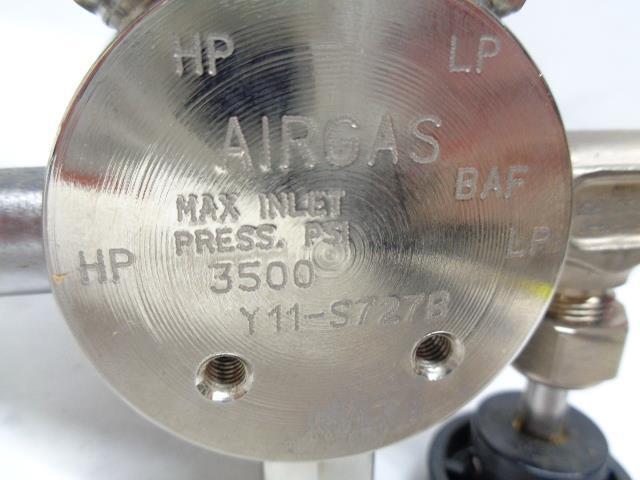 HP LP
AIRGAS
BAF
MAX INLET
PRESS. PSI
HP LP
3500
Y11-S727B